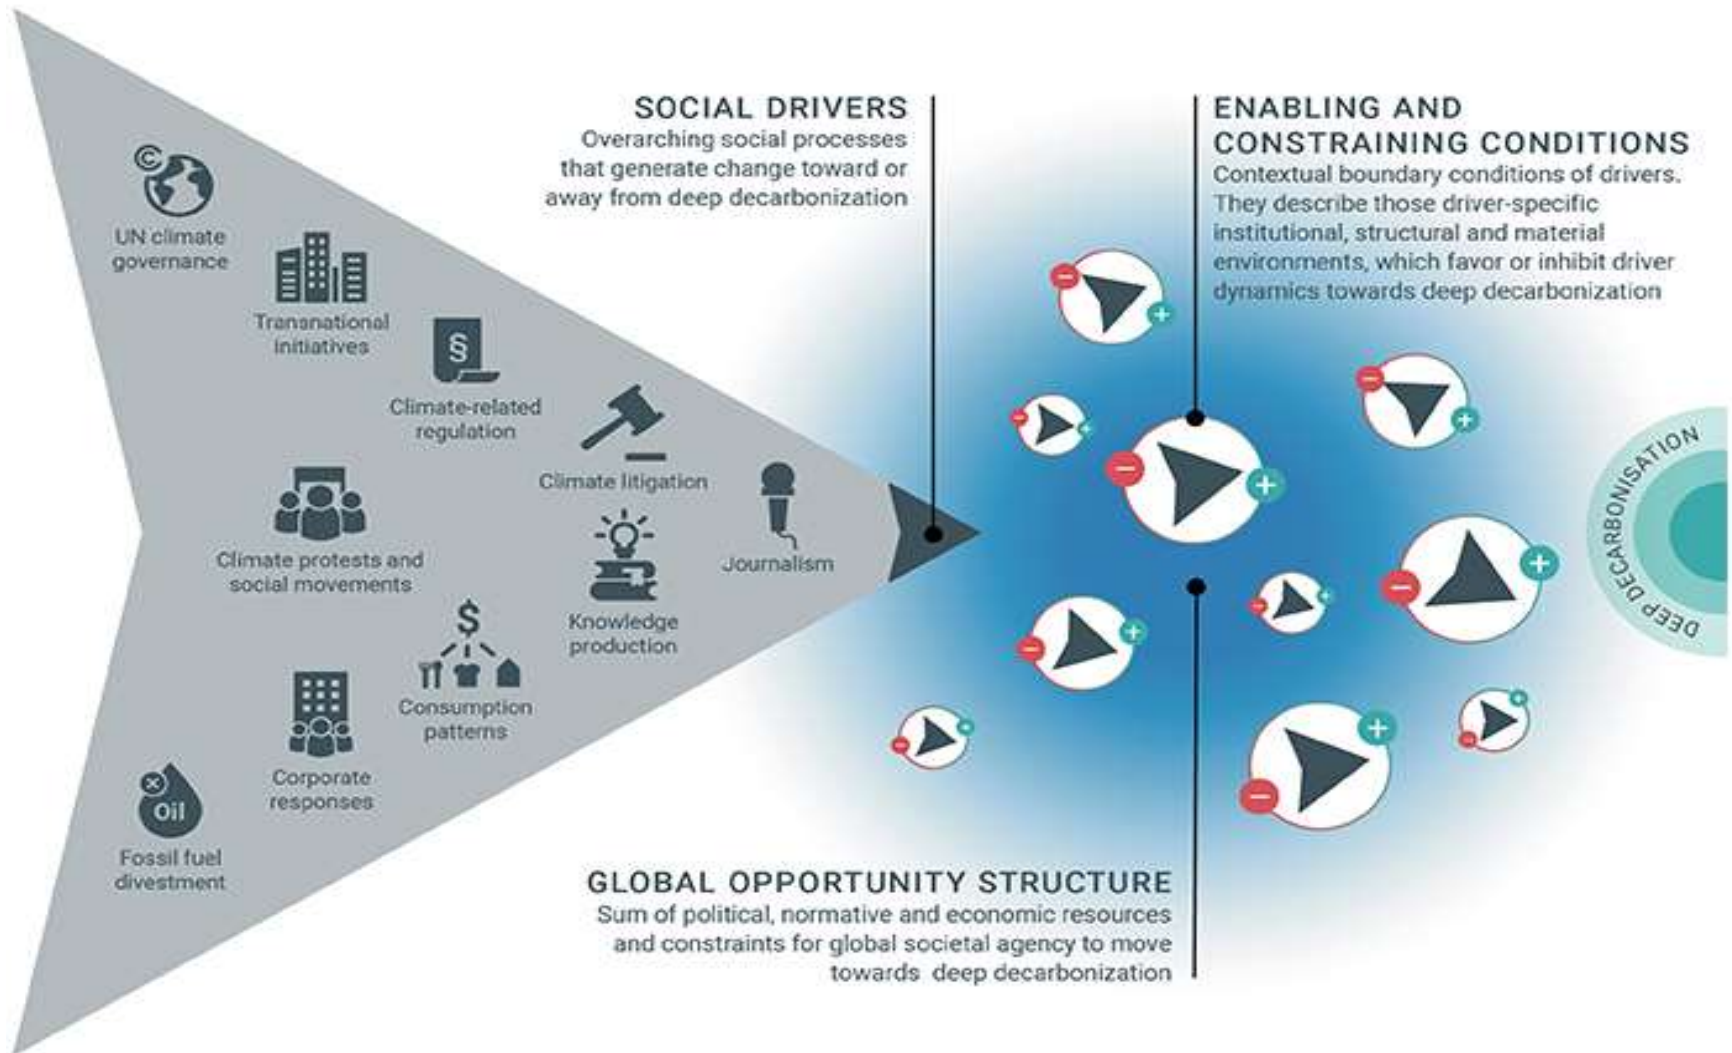 SOCIAL DRIVERS
Overarching social processes
that generate change toward or
away from deep decarbonization
ENABLING AND
CONSTRAINING CONDITIONS
Contextual boundary conditions of drivers.
They describe those driver-specific
institutional, structural and material
environments, which favor or inhibit driver
dynamics towards deep decarbonization
UN climate
governance
Transnational
initiatives
§
Climate-related
regulation
Climate litigation
Journalism
Climate protests and
social movements
Knowledge
production
$
Consumption
patterns
Corporate
responses
Oil
Fossil fuel
divestment
DEEP DECARBONISATION
GLOBAL OPPORTUNITY STRUCTURE
Sum of political, normative and economic resources
and constraints for global societal agency to move
towards deep decarbonization